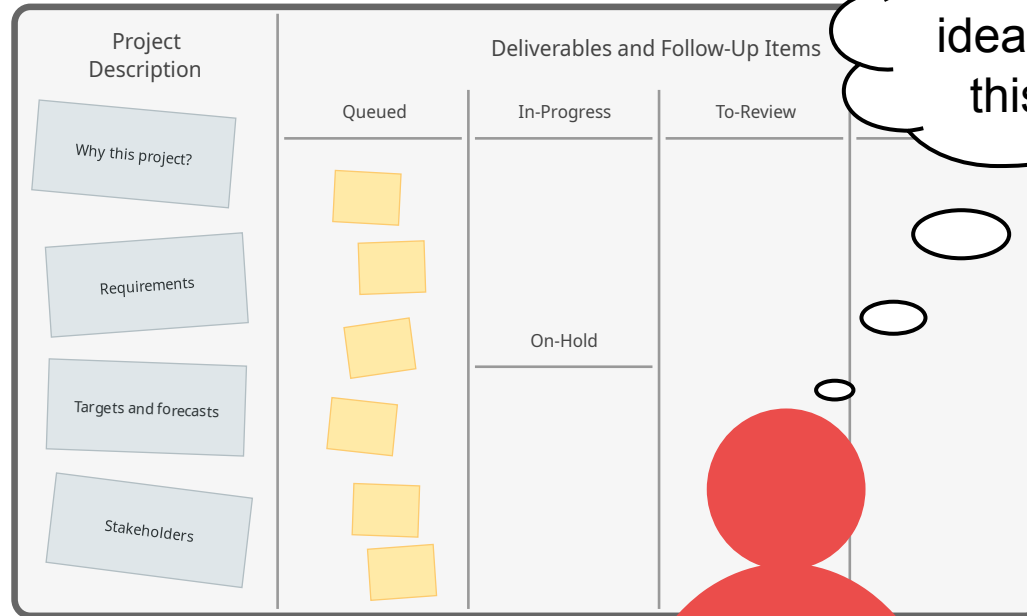 Project
Description
Deliverables and Follow-Up Items
idea
Queued
In-Progress
To-Review
Why this project?
Requirements
On-Hold
Targets and forecasts
Stakeholders